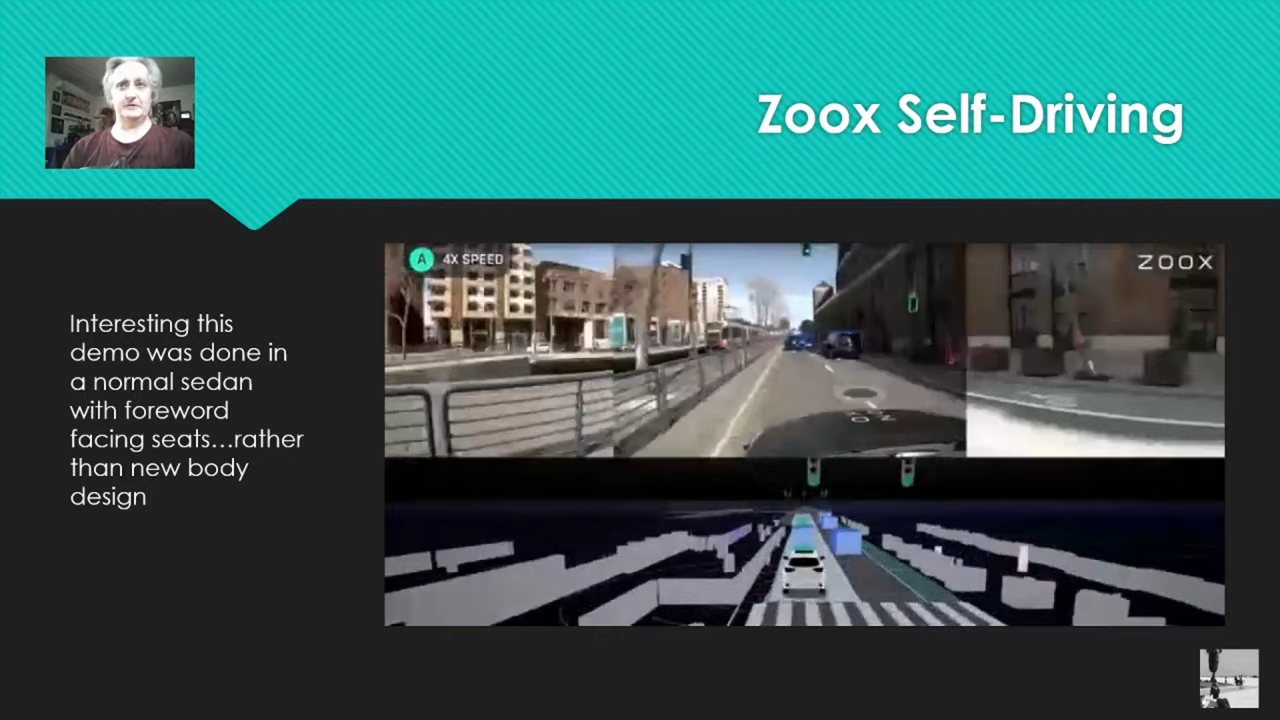 Zoox Self-Driving
A 4X SPEED
ZOOX
Interesting this
demo was done in
a normal sedan
with foreword
facing seats...rather
than new body
design